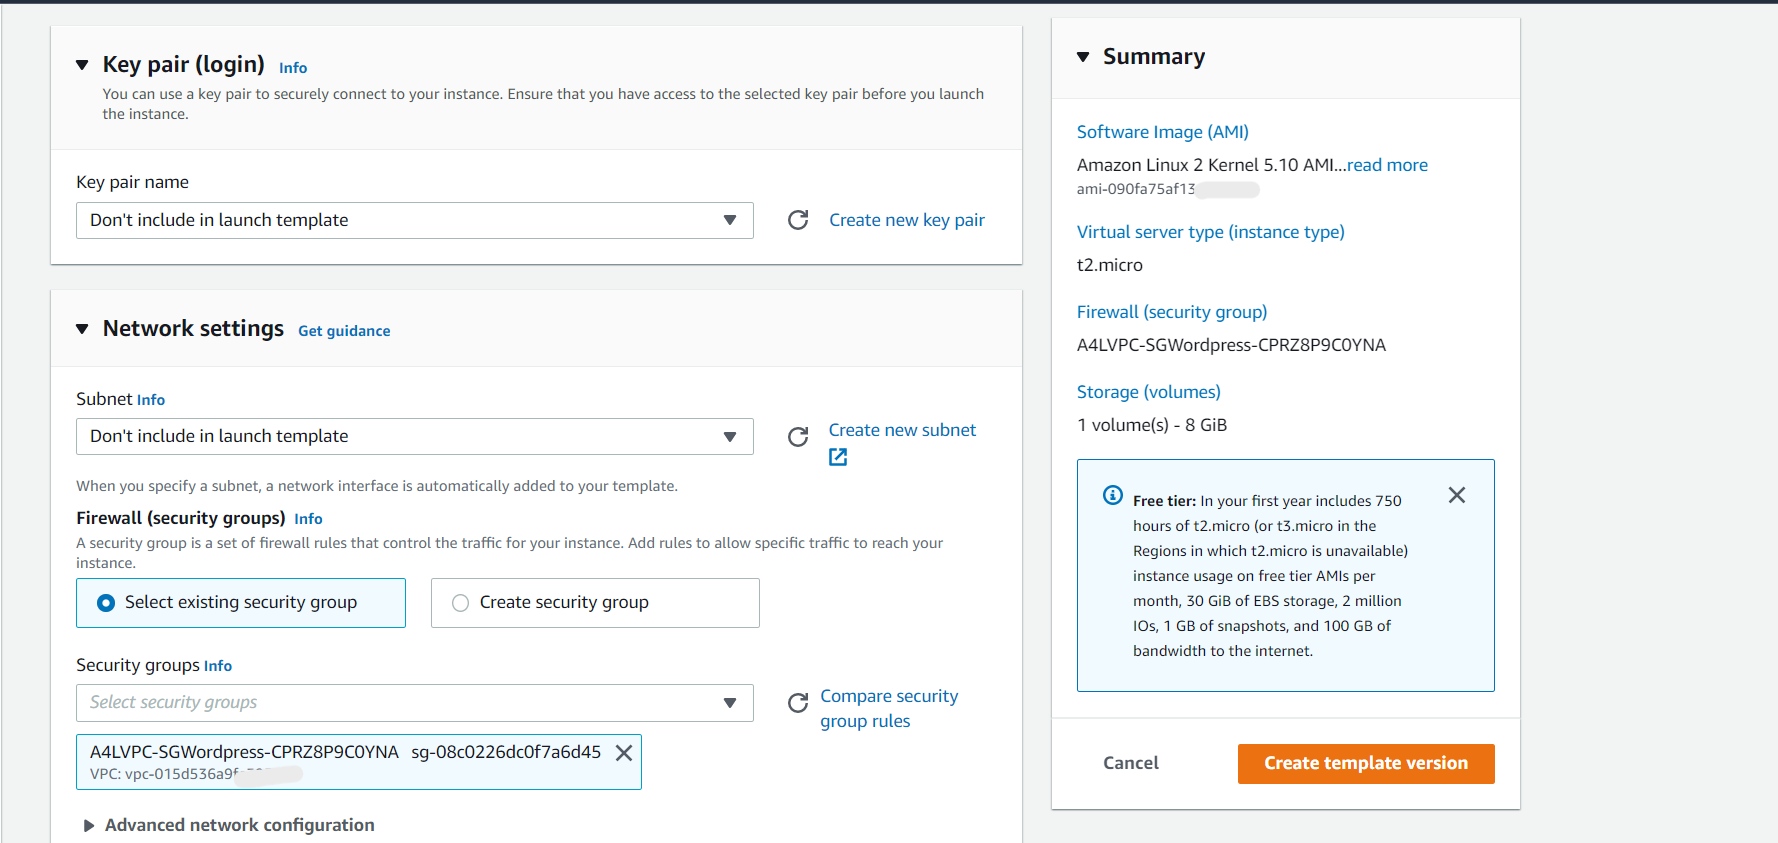 Key pair (login) Info
You can use a key pair to securely connect to your instance. Ensure that you have access to the selected key pair before you launch
the instance.
Key pair name
Don't include in launch template
Create new key pair
Network settings Get guidance
Subnet Info
Don't include in launch template
Create new subnet
When you specify a subnet, a network interface is automatically added to your template.
Firewall (security groups) Info
A security group is a set of firewall rules that control the traffic for your instance. Add rules to allow specific traffic to reach your
instance.
Select existing security group
Create security group
Security groups Info
Select security groups
Compare security
group rules
A4LVPC-SGWordpress-CPRZ8P9C0YNA sg-08c0226dc0f7a6d45
VPC: vpc-015d536a9f
Advanced network configuration
Summary
Software Image (AMI)
Amazon Linux 2 Kernel 5.10 AMI...read more
ami-090fa75af13
Virtual server type (instance type)
t2.micro
Firewall (security group)
A4LVPC-SGWordpress-CPRZ8P9C0YNA
Storage (volumes)
1 volume(s) - 8 GiB
Free tier: In your first year includes 750
hours of t2.micro (or t3.micro in the
Regions in which t2.micro is unavailable)
instance usage on free tier AMIs per
month, 30 GiB of EBS storage, 2 million
IOs, 1 GB of snapshots, and 100 GB of
bandwidth to the internet.
Cancel
Create template version